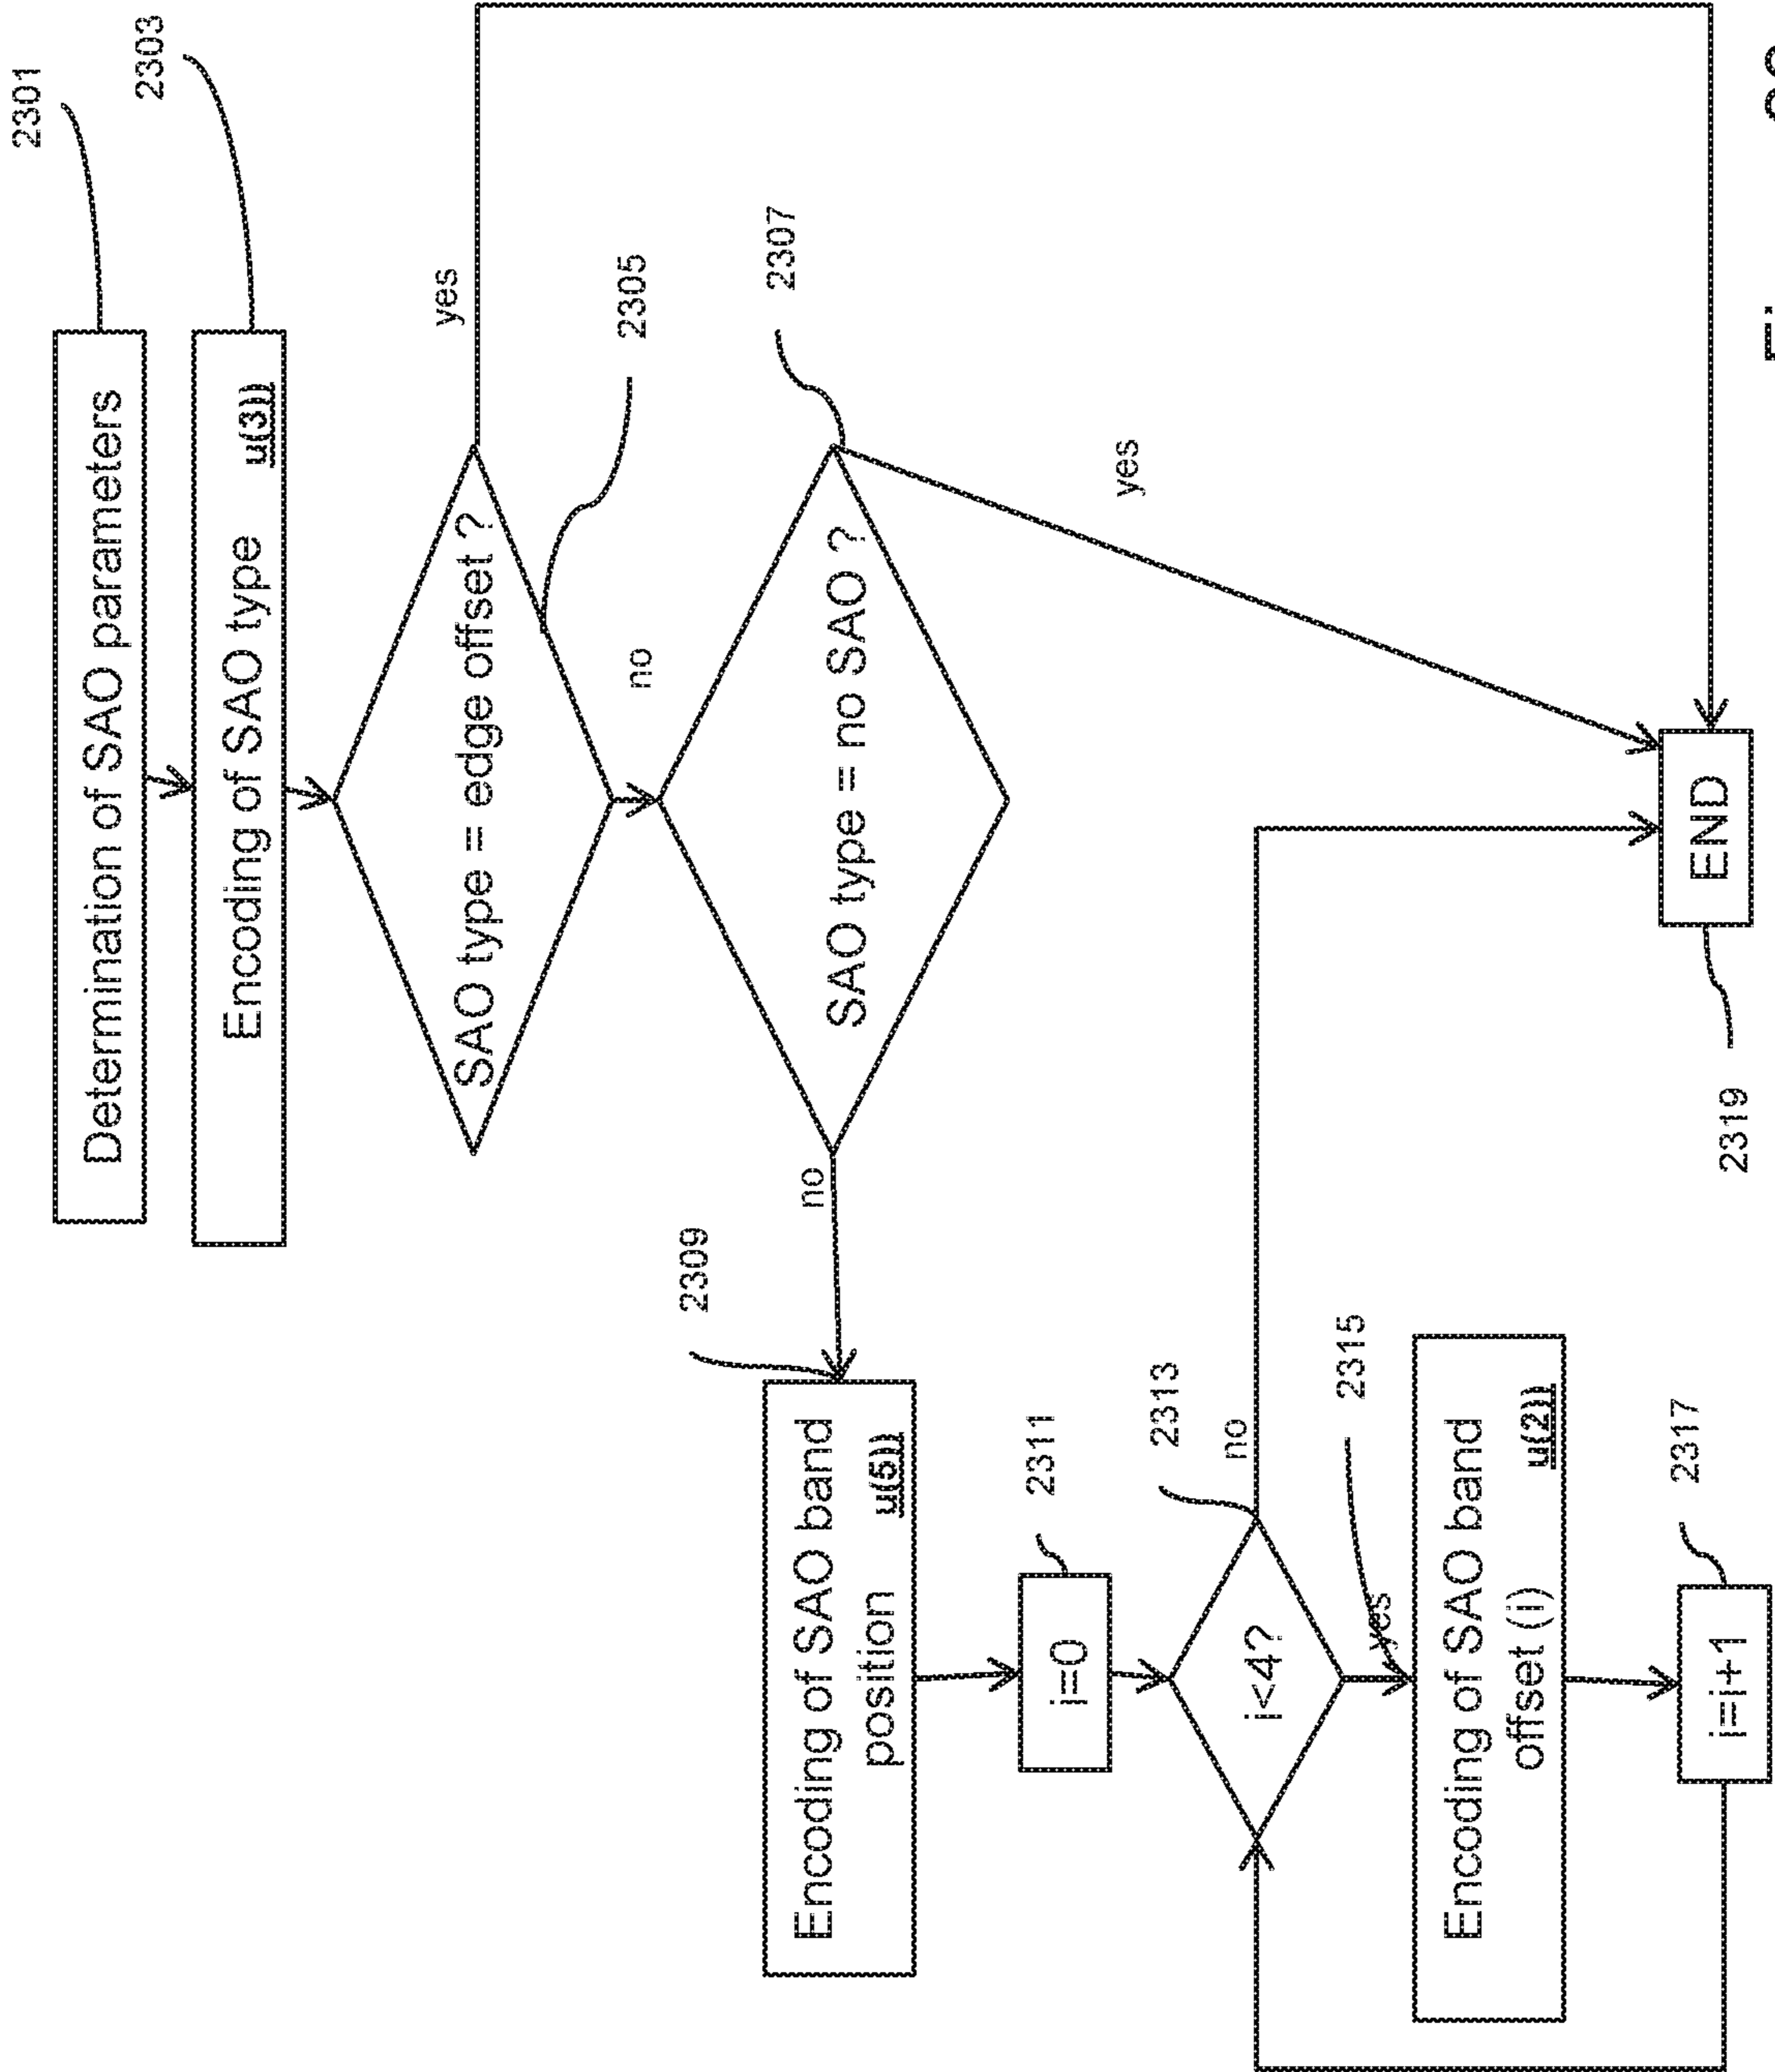 2301
Determination of SAO parameters
2303
Encoding of SAO type u(3))
yes
SAO type = edge offset ?
2305
no
2307
SAO type = no SAO ?
yes
no
2309
Encoding of SAO band
position u(5))
2311
i=0
2313
no
i<4?
2315
yes
Encoding of SAO band
offset (i) u(2))
2317
i=i+1
END
2319